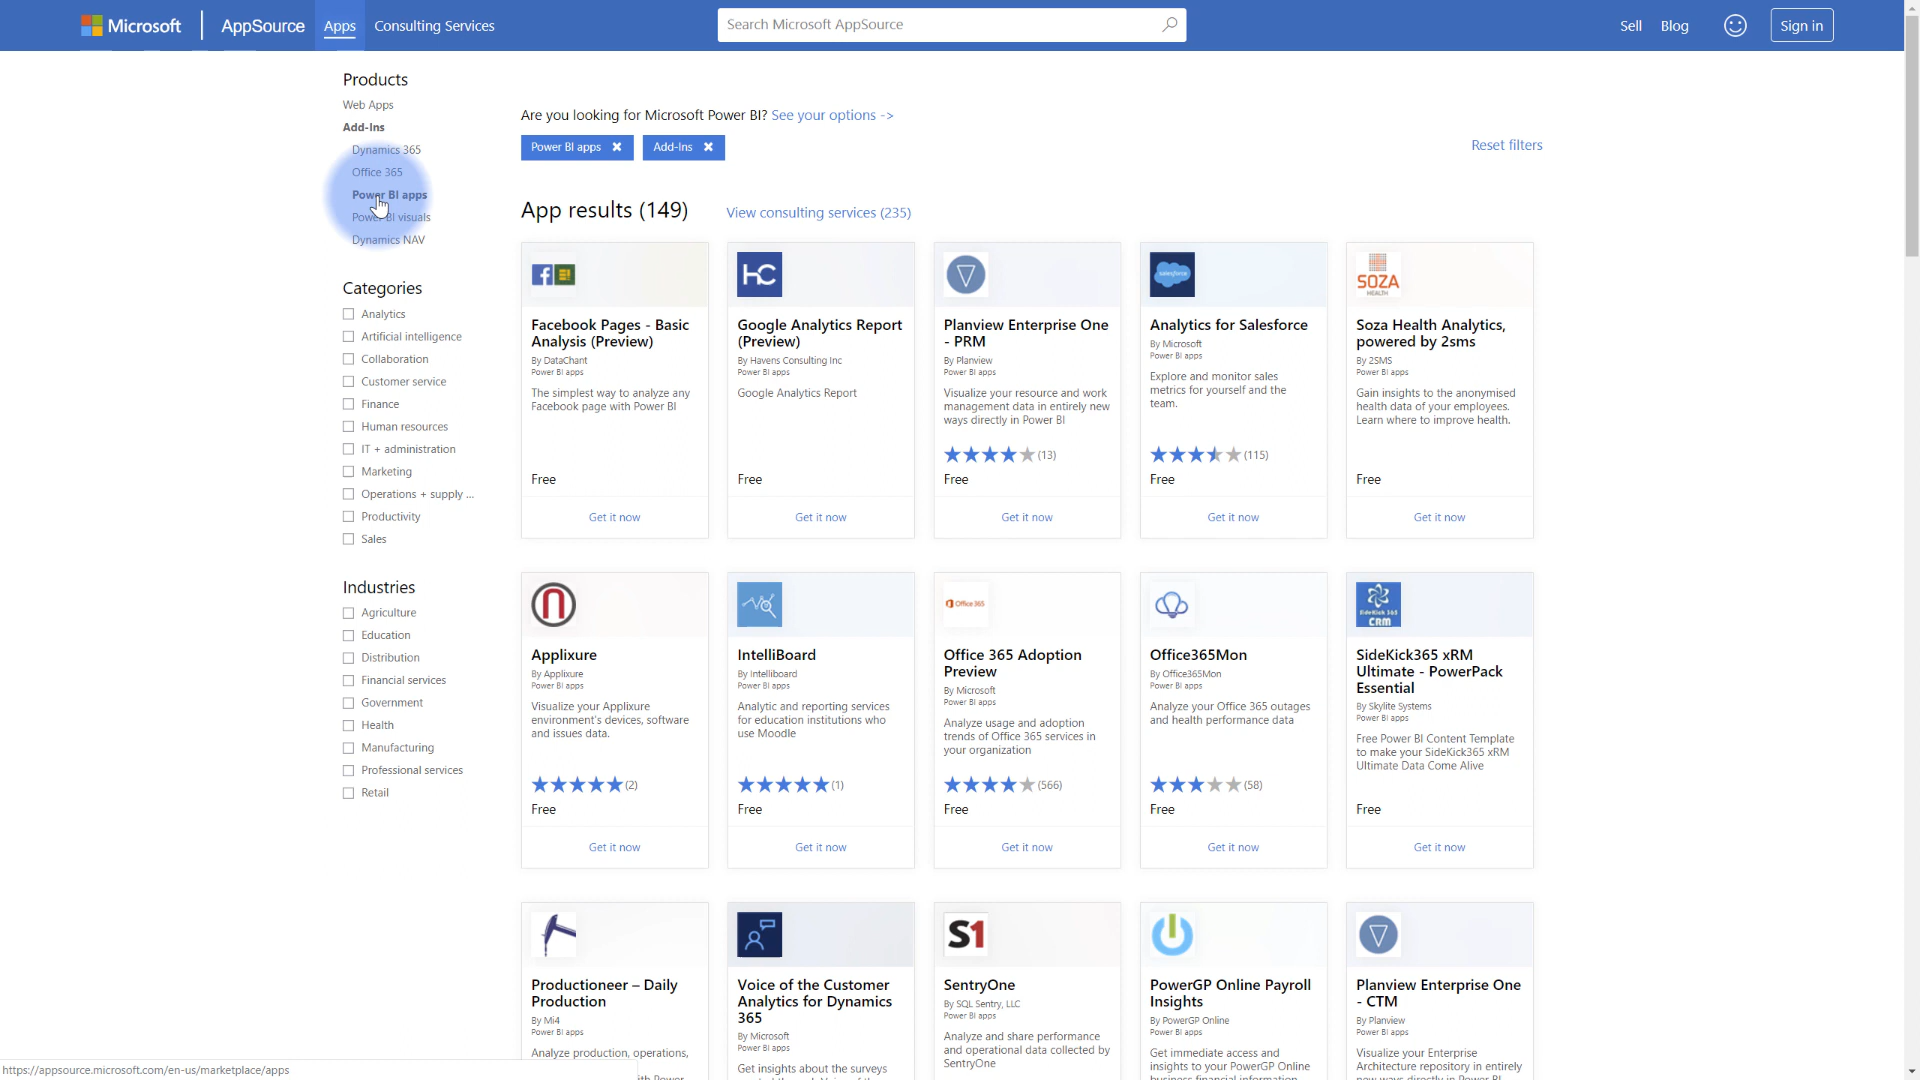 Microsoft AppSource Apps Consulting Services Search Microsoft AppSource Sell Blog Sign in
Products
Web Apps
Add-Ins
Dynamics 365
Office 365
Power BI apps
Power BI visuals
Dynamics NAV
Categories
Analytics
Artificial intelligence
Collaboration
Customer service
Finance
Human resources
IT + administration
Marketing
Operations + supply ...
Productivity
Sales
Industries
Agriculture
Education
Distribution
Financial services
Government
Health
Manufacturing
Professional services
Retail
Are you looking for Microsoft Power BI? See your options ->
Power BI apps Add-Ins Reset filters
App results (149) View consulting services (235)
Facebook Pages - Basic
Analysis (Preview)
By DataChant
Power BI apps
The simplest way to analyze any
Facebook page with Power BI
Free
Get it now
HC
Google Analytics Report
(Preview)
By Havens Consulting Inc
Power BI apps
Google Analytics Report
Free
Get it now
Planview Enterprise One
- PRM
By Planview
Power BI apps
Visualize your resource and work
management data in entirely new
ways directly in Power BI
(13)
Free
Get it now
salesforce
Analytics for Salesforce
By Microsoft
Power BI apps
Explore and monitor sales
metrics for yourself and the
team.
(115)
Free
Get it now
SOZA
HEALTH
Soza Health Analytics,
powered by 2sms
By 2SMS
Power BI apps
Gain insights to the anonymised
health data of your employees.
Learn where to improve health.
Free
Get it now
Applixure
By Applixure
Power BI apps
Visualize your Applixure
environment's devices, software
and issues data.
(2)
Free
Get it now
IntelliBoard
By Intelliboard
Power BI apps
Analytic and reporting services
for education institutions who
use Moodle
(1)
Free
Get it now
Office 365
Office 365 Adoption
Preview
By Microsoft
Power BI apps
Analyze usage and adoption
trends of Office 365 services in
your organization
(566)
Free
Get it now
Office365Mon
By Office365Mon
Power BI apps
Analyze your Office 365 outages
and health performance data
(58)
Free
Get it now
SideKick 365
CRM
SideKick365 xRM
Ultimate - PowerPack
Essential
By Skylite Systems
Power BI apps
Free Power BI Content Template
to make your SideKick365 xRM
Ultimate Data Come Alive
Free
Get it now
Productioneer – Daily
Production
By Mi4
Power BI apps
Analyze production, operations,
Voice of the Customer
Analytics for Dynamics
365
By Microsoft
Power BI apps
Get insights about the surveys
S1
SentryOne
By SQL Sentry, LLC
Power BI apps
Analyze and share performance
and operational data collected by
SentryOne
PowerGP Online Payroll
Insights
By PowerGP Online
Power BI apps
Get immediate access and
insights to your PowerGP Online
business financial information
Planview Enterprise One
- CTM
By Planview
Power BI apps
Visualize your Enterprise
Architecture repository in entirely
new ways directly in Power BI
https://appsource.microsoft.com/en-us/marketplace/apps